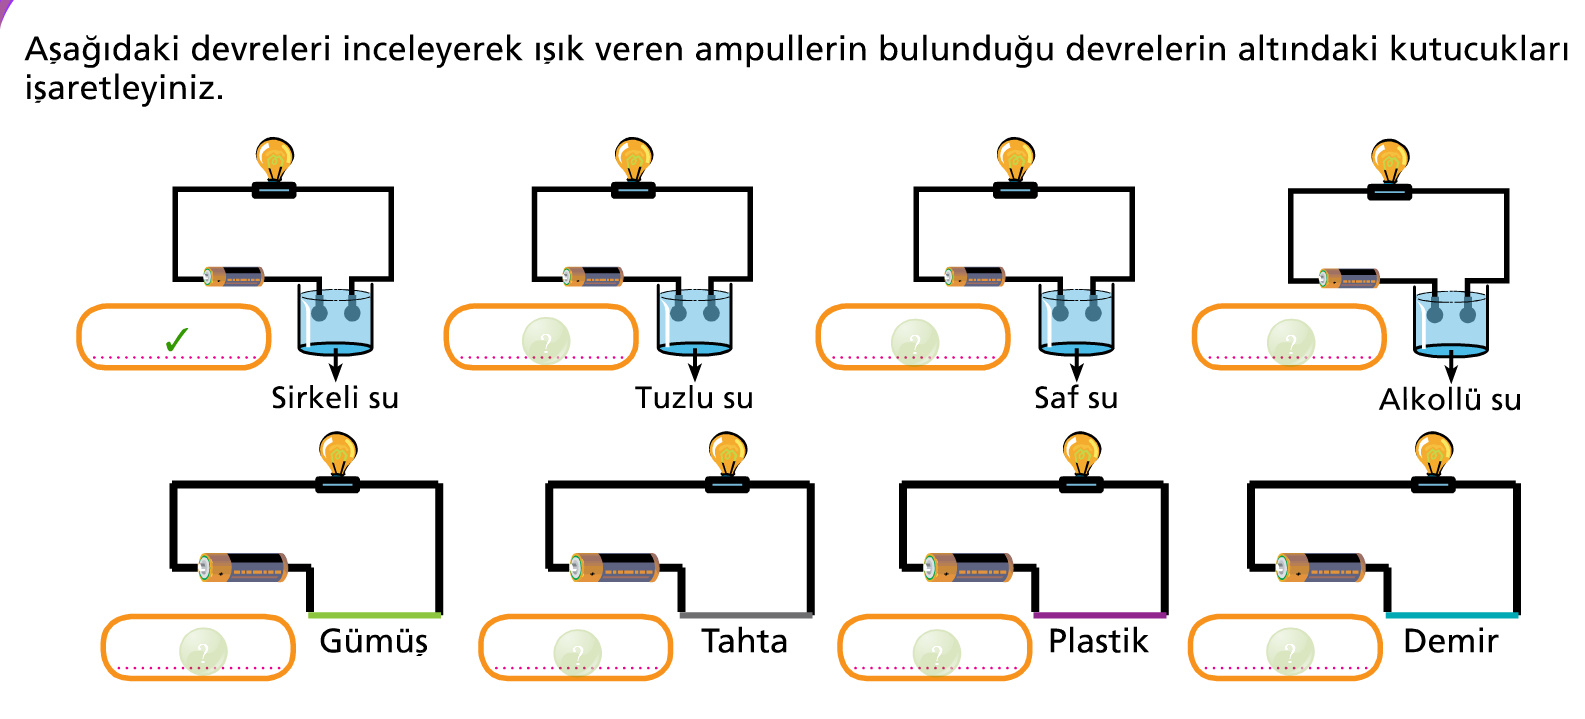 Aşağıdaki devreleri inceleyerek ışık veren ampullerin bulunduğu devrelerin altındaki kutucukları
işaretleyiniz.
✓ ? ? ?
Sirkeli su Tuzlu su Saf su Alkollü su
Gümüş Tahta Plastik Demir
? ? ? ?